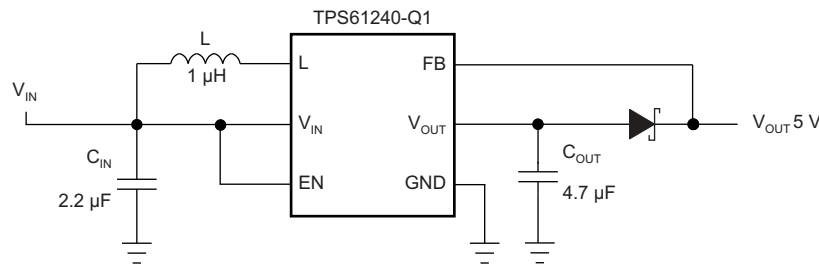 TPS61240-Q1
L
1 µH
L
FB
V_IN
V_IN
V_OUT
V_OUT 5 V
C_IN
2.2 µF
EN
GND
C_OUT
4.7 µF